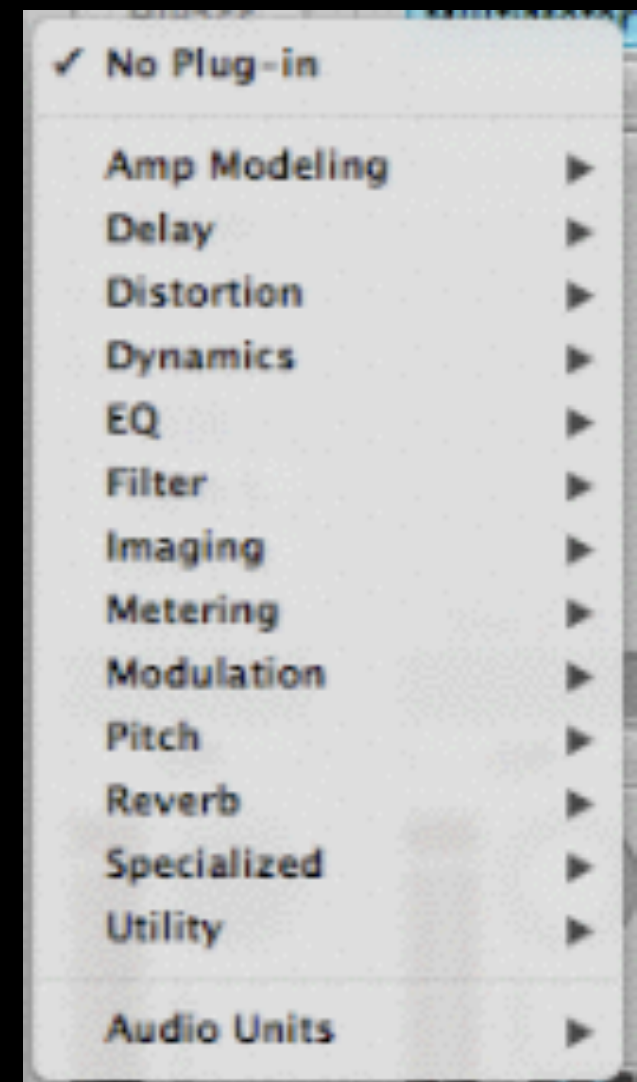 ✓ No Plug-in
Amp Modeling
Delay
Distortion
Dynamics
EQ
Filter
Imaging
Metering
Modulation
Pitch
Reverb
Specialized
Utility
Audio Units